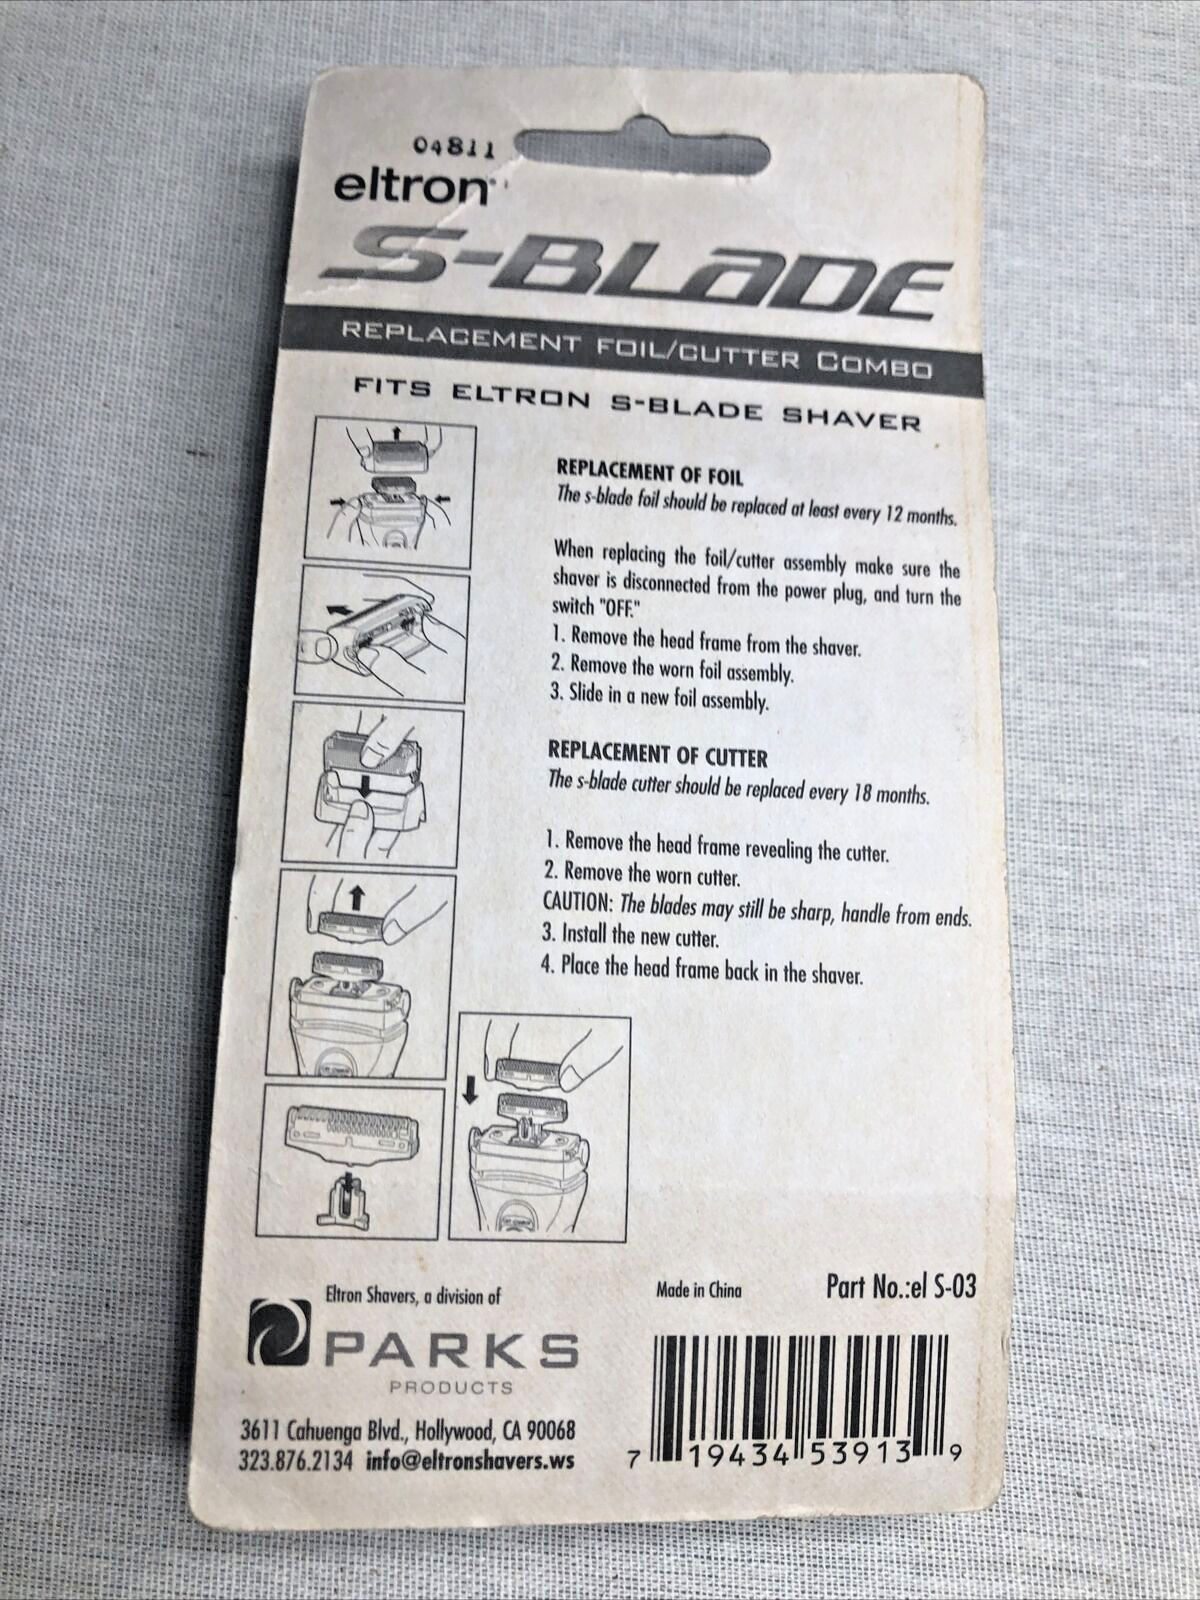 04811
eltron
S-BLADE
REPLACEMENT FOIL/CUTTER COMBO
FITS ELTRON S-BLADE SHAVER
REPLACEMENT OF FOIL
The s-blade foil should be replaced at least every 12 months.
When replacing the foil/cutter assembly make sure the
shaver is disconnected from the power plug, and turn the
switch "OFF."
1. Remove the head frame from the shaver.
2. Remove the worn foil assembly.
3. Slide in a new foil assembly.
REPLACEMENT OF CUTTER
The s-blade cutter should be replaced every 18 months.
1. Remove the head frame revealing the cutter.
2. Remove the worn cutter.
CAUTION: The blades may still be sharp, handle from ends.
3. Install the new cutter.
4. Place the head frame back in the shaver.
Eltron Shavers, a division of
PARKS
PRODUCTS
3611 Cahuenga Blvd., Hollywood, CA 90068
323.876.2134 info@eltronshavers.ws
Made in China
Part No.:el S-03
7 19434 53913 9